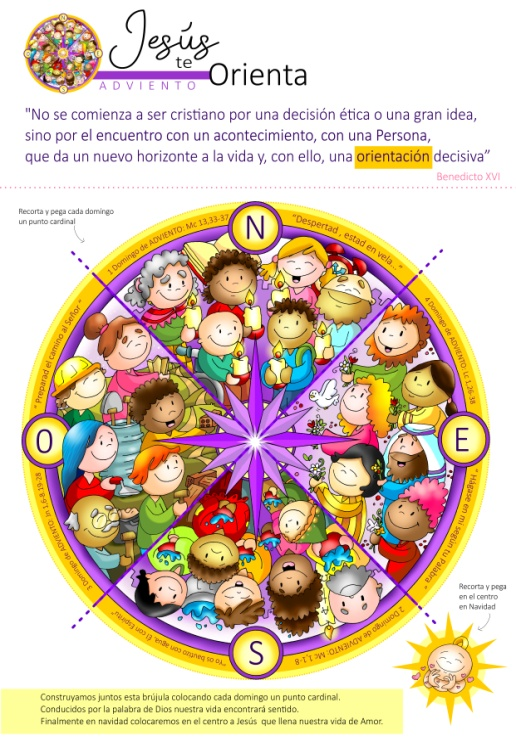 Jesús
te
ADVIENTO Orienta
"No se comienza a ser cristiano por una decisión ética o una gran idea,
sino por el encuentro con un acontecimiento, con una Persona,
que da un nuevo horizonte a la vida y, con ello, una orientación decisiva”
Benedicto XVI
Recorta y pega cada domingo
un punto cardinal
N
1 Domingo de ADVIENTO: Mc 13,33-37
“Despertad, estad en vela...”
4 Domingo de ADVIENTO: Lc 1,26-38
E
“Hágase en mi según tu Palabra”
2 Domingo de ADVIENTO: Mc 1,1-8
S
“Yo os bautizo con agua, Él con Espíritu”
3 Domingo de ADVIENTO: Jn 1,6-8.19-28
O
“Preparad el camino al Señor”
Recorta y pega
en el centro
en Navidad
Construyamos juntos esta brújula colocando cada domingo un punto cardinal.
Conducidos por la palabra de Dios nuestra vida encontrará sentido.
Finalmente en navidad colocaremos en el centro a Jesús que llena nuestra vida de Amor.